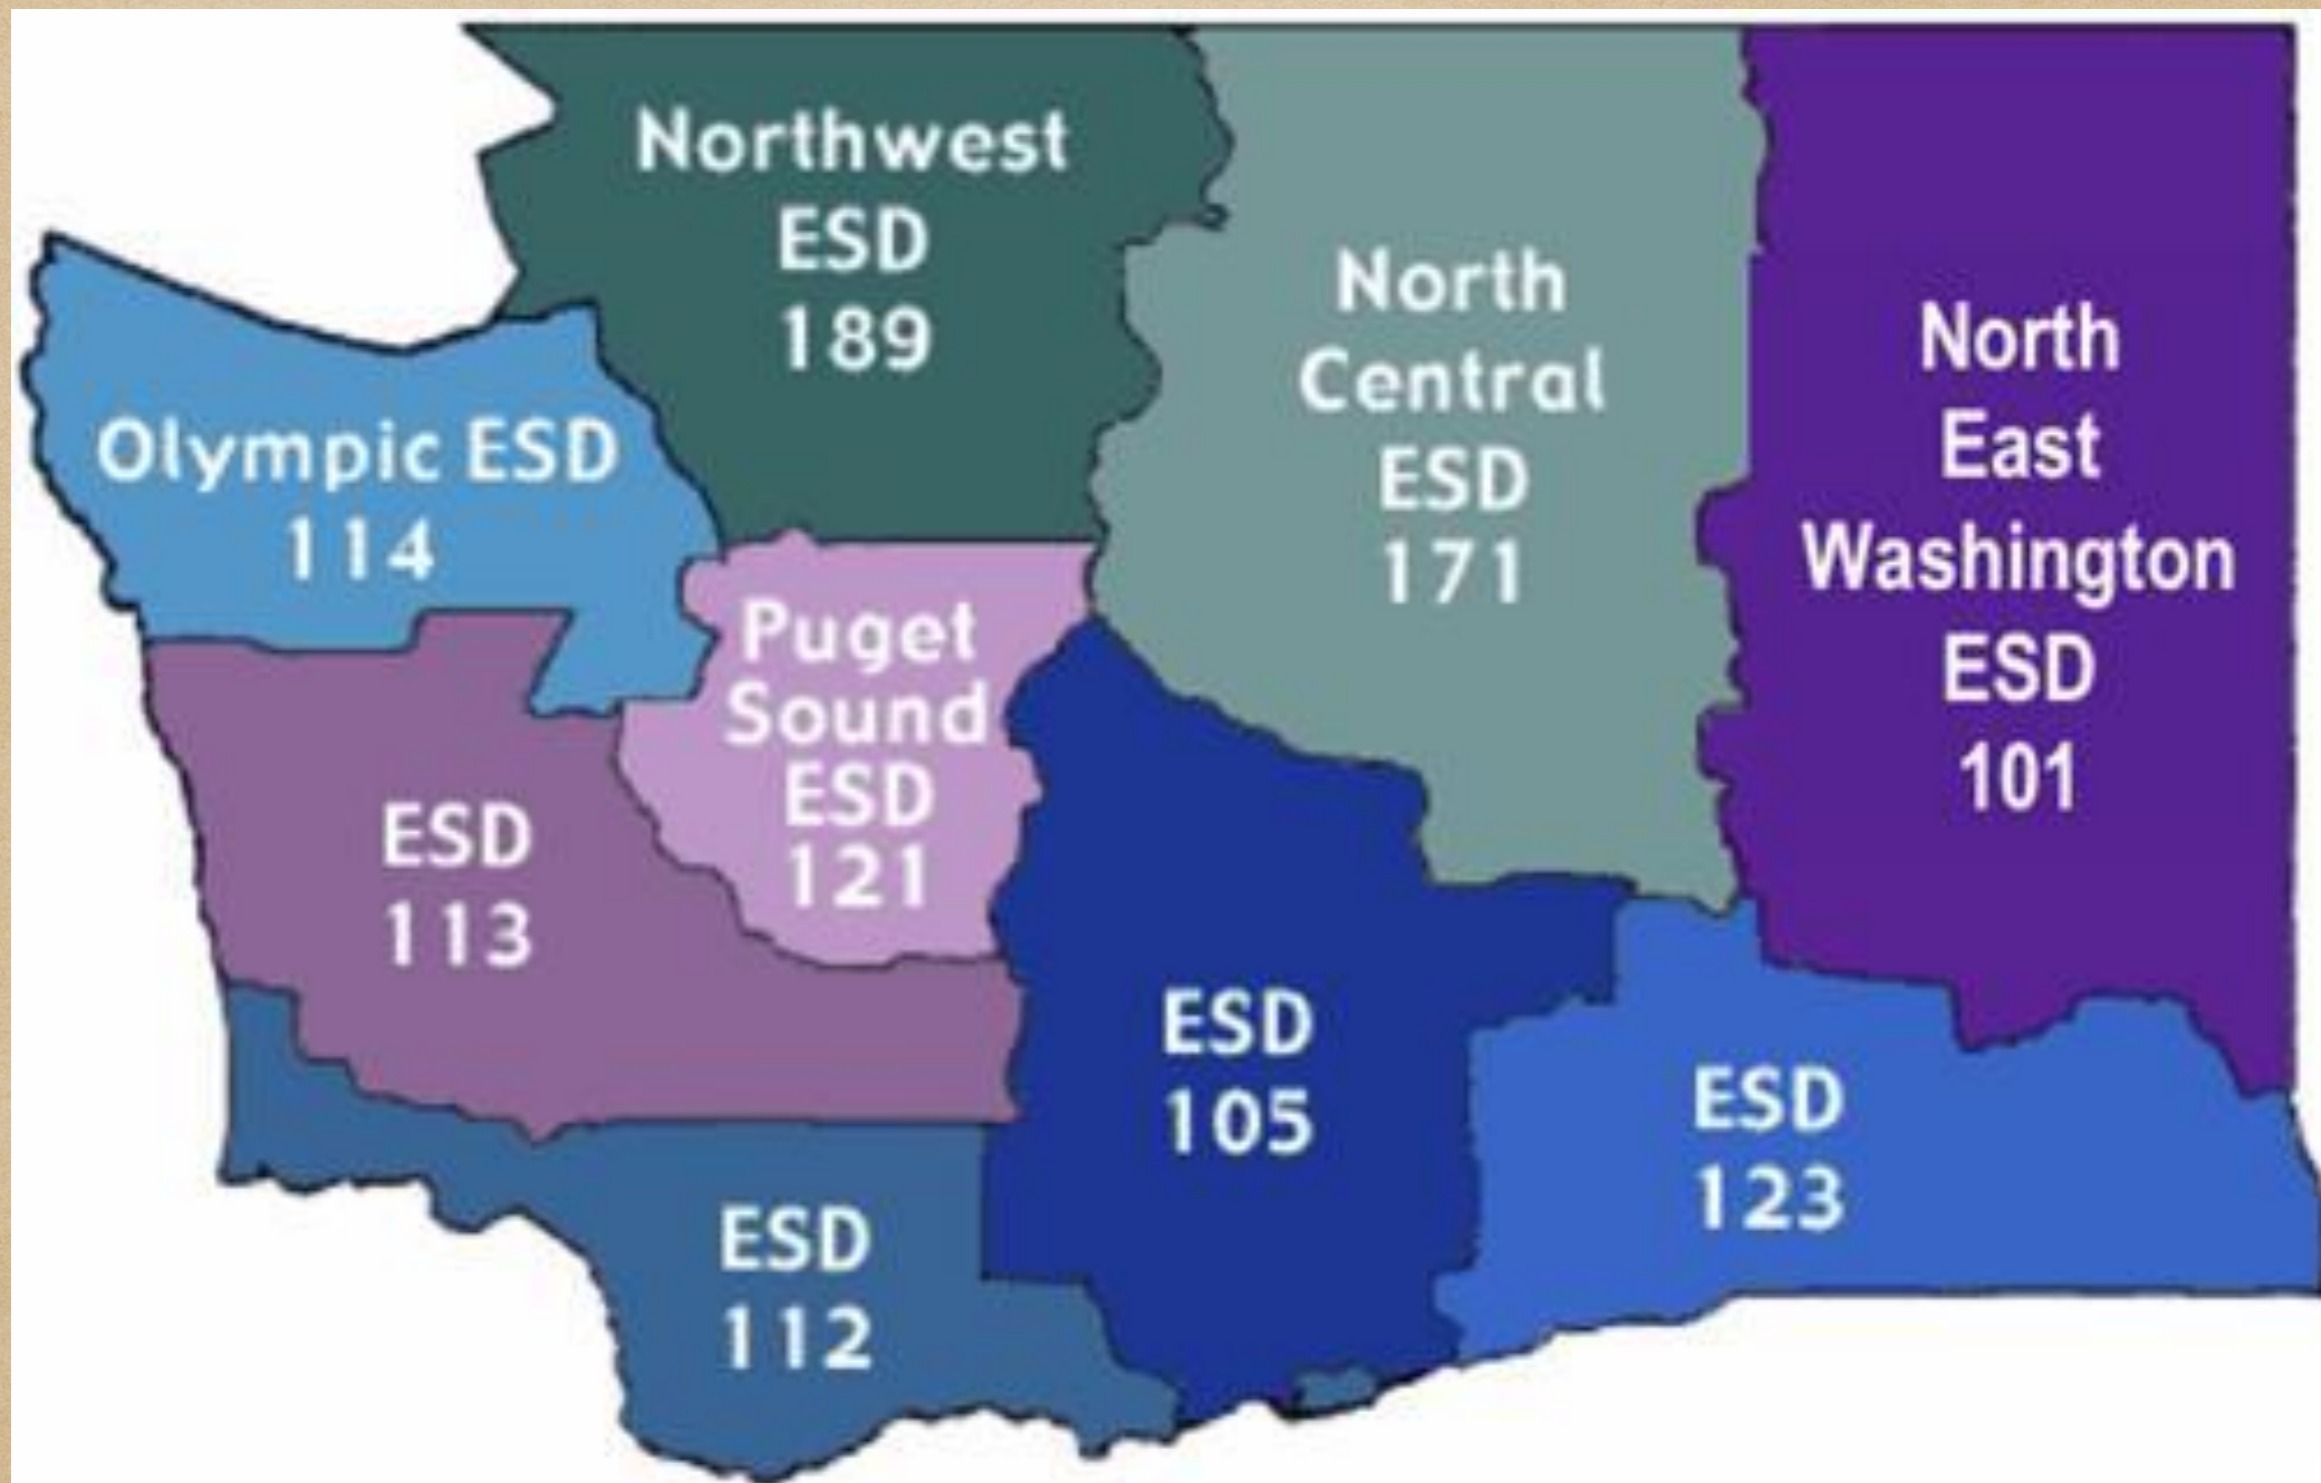 Northwest
ESD
189
North
Central
ESD
171
North
East
Washington
ESD
101
Olympic ESD
114
Puget
Sound
ESD
121
ESD
113
ESD
105
ESD
123
ESD
112